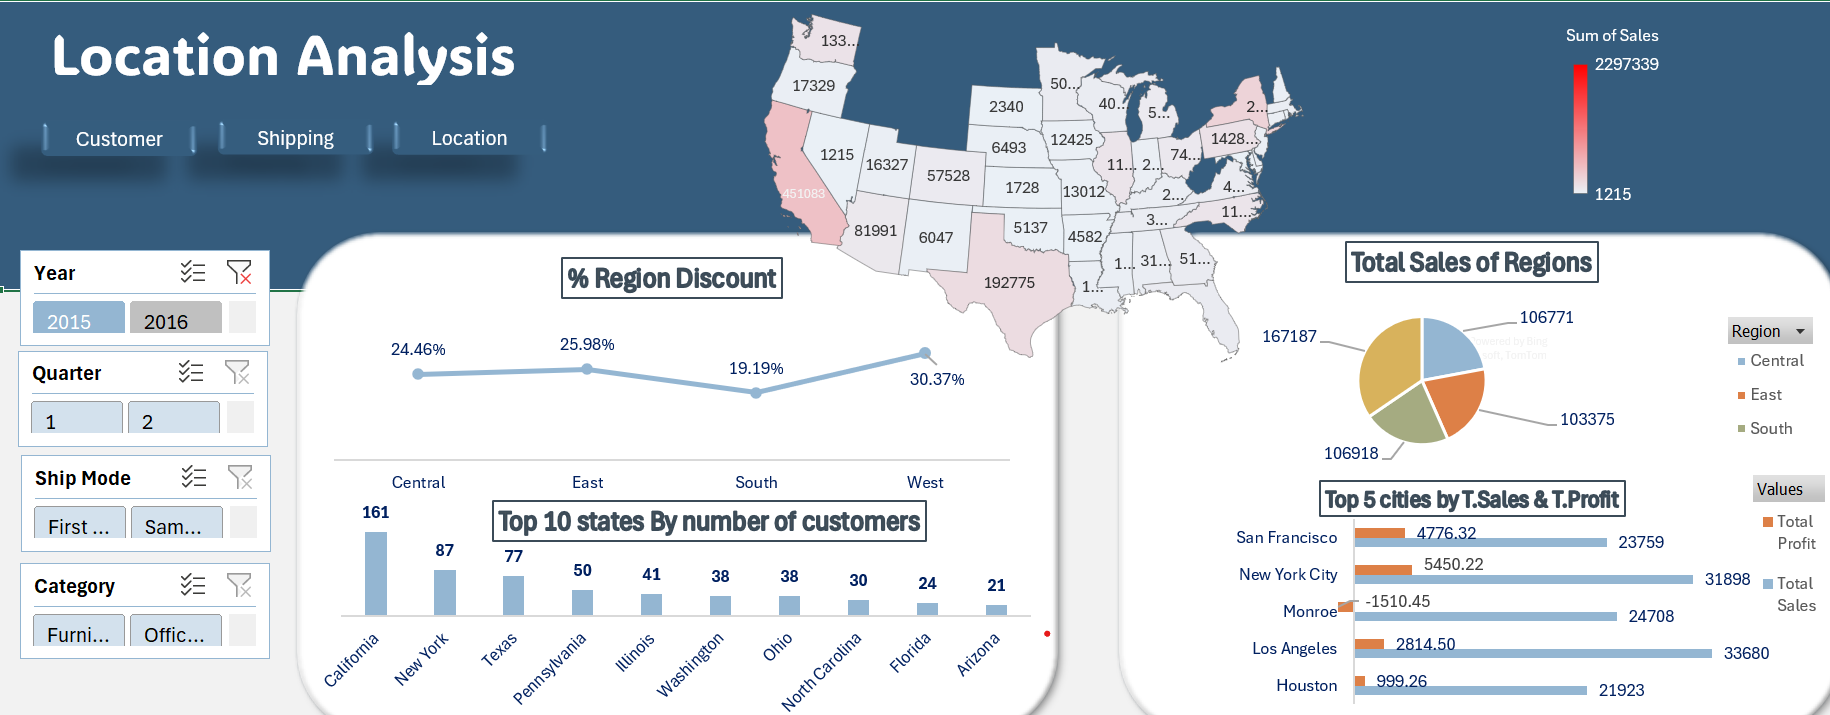 Location Analysis
Customer
Shipping
Location
Sum of Sales
2297339
1215
133...
17329
451083
1215
16327
57528
81991
6047
2340
6493
1728
5137
192775
50...
12425
13012
4582
1...
40...
11...
5...
2...
74...
2...
3...
1...
31...
51...
2...
1428...
4...
11...
Year
2015
2016
Quarter
1
2
Ship Mode
First ...
Sam...
Category
Furni...
Offic...
% Region Discount
24.46%
25.98%
19.19%
30.37%
Central
East
South
West
Top 10 states By number of customers
161
87
77
50
41
38
38
30
24
21
California
New York
Texas
Pennsylvania
Illinois
Washington
Ohio
North Carolina
Florida
Arizona
Total Sales of Regions
167187
106771
103375
106918
Powered by Bing
soft, TomTom
Region
Central
East
South
Top 5 cities by T.Sales & T.Profit
San Francisco
4776.32
23759
New York City
5450.22
31898
Monroe
-1510.45
24708
Los Angeles
2814.50
33680
Houston
999.26
21923
Values
Total
Profit
Total
Sales